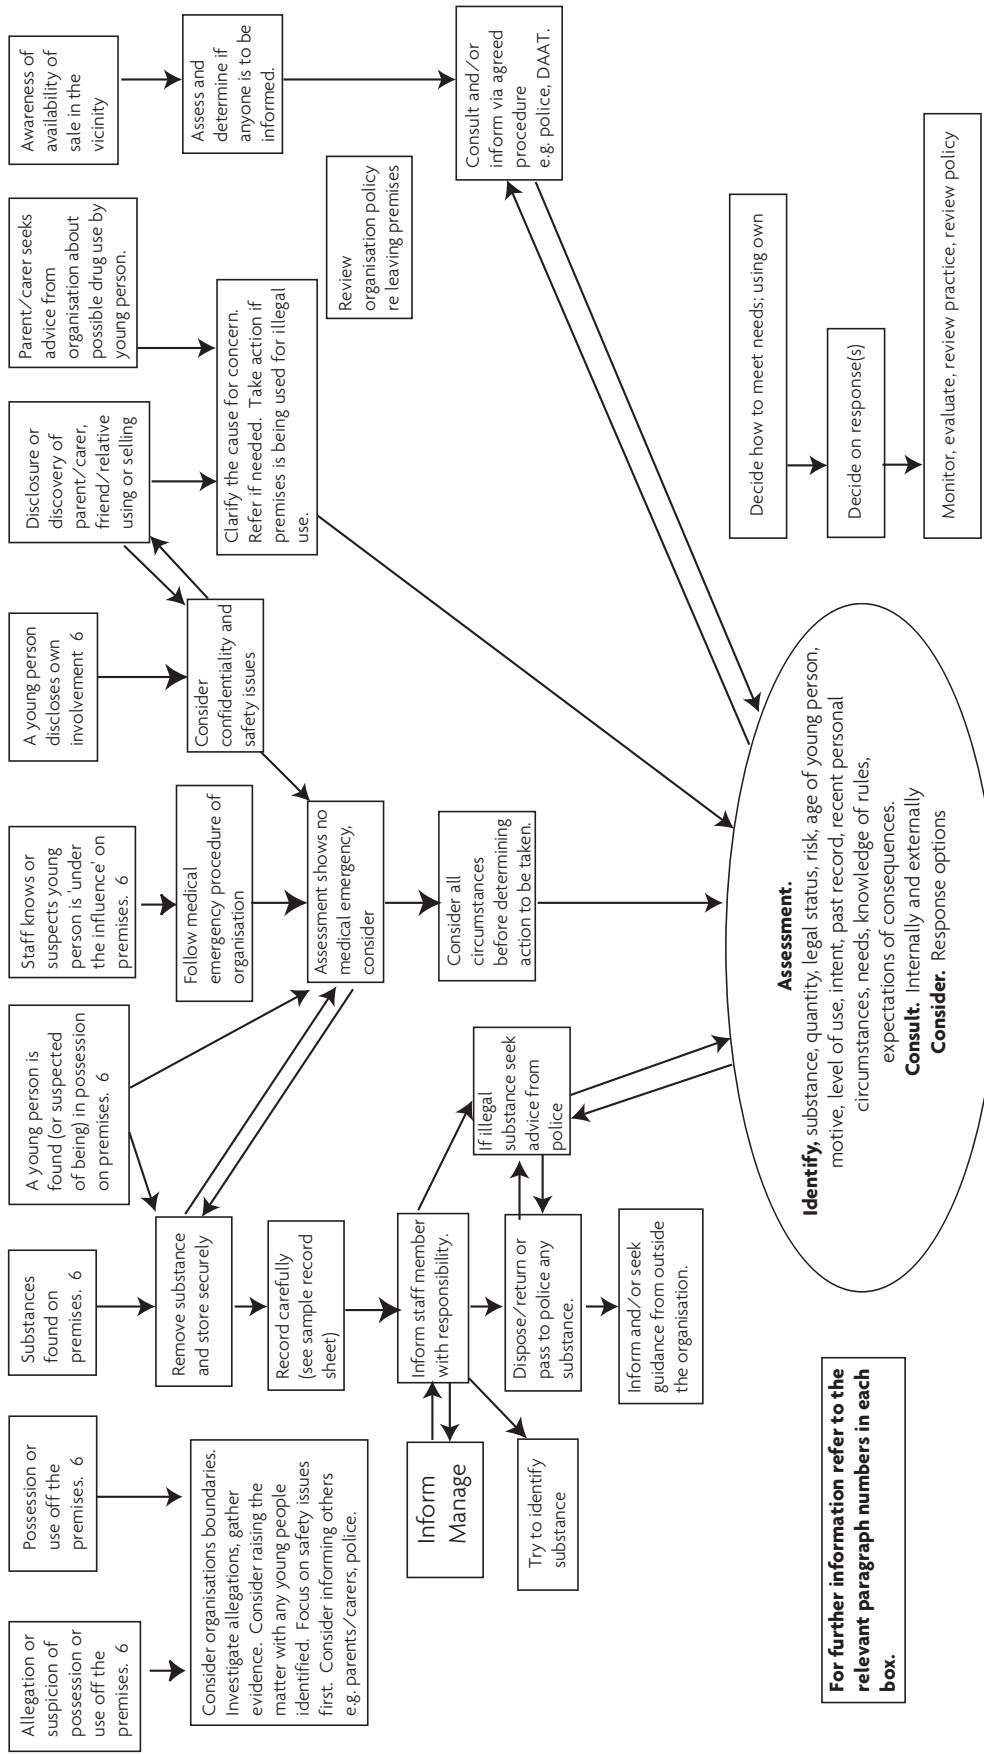 Allegation or
suspicion of
possession or
use off the
premises. 6
Possession or
use off the
premises. 6
Substances
found on
premises. 6
A young person is
found (or suspected
of being) in possession
on premises. 6
Staff knows or
suspects young
person is 'under
the influence' on
premises. 6
A young person
discloses own
involvement 6
Disclosure or
discovery of
parent/carer,
friend/relative
using or selling
Parent/carer seeks
advice from
organisation about
possible drug use by
young person.
Awareness of
availability of
sale in the
vicinity
Consider organisations boundaries.
Investigate allegations, gather
evidence. Consider raising the
matter with any young people
identified. Focus on safety issues
first. Consider informing others
e.g. parents/carers, police.
Remove substance
and store securely
Follow medical
emergency procedure of
organisation
Consider
confidentiality and
safety issues
Clarify the cause for concern.
Refer if needed. Take action if
premises is being used for illegal
use.
Assess and
determine if
anyone is to be
informed.
Record carefully
(see sample record
sheet)
Assessment shows no
medical emergency,
consider
Review
organisation policy
re leaving premises
Inform
Manage
Inform staff member
with responsibility.
Consider all
circumstances
before determining
action to be taken.
Consult and/or
inform via agreed
procedure
e.g. police, DAAT.
Try to identify
substance
Dispose/return or
pass to police any
substance.
If illegal
substance seek
advice from
police
Inform and/or seek
guidance from outside
the organisation.
Assessment.
Identify, substance, quantity, legal status, risk, age of young person,
motive, level of use, intent, past record, recent personal
circumstances, needs, knowledge of rules,
expectations of consequences.
Consult. Internally and externally
Consider. Response options
Decide how to meet needs; using own
Decide on response(s)
Monitor, evaluate, review practice, review policy
For further information refer to the
relevant paragraph numbers in each
box.